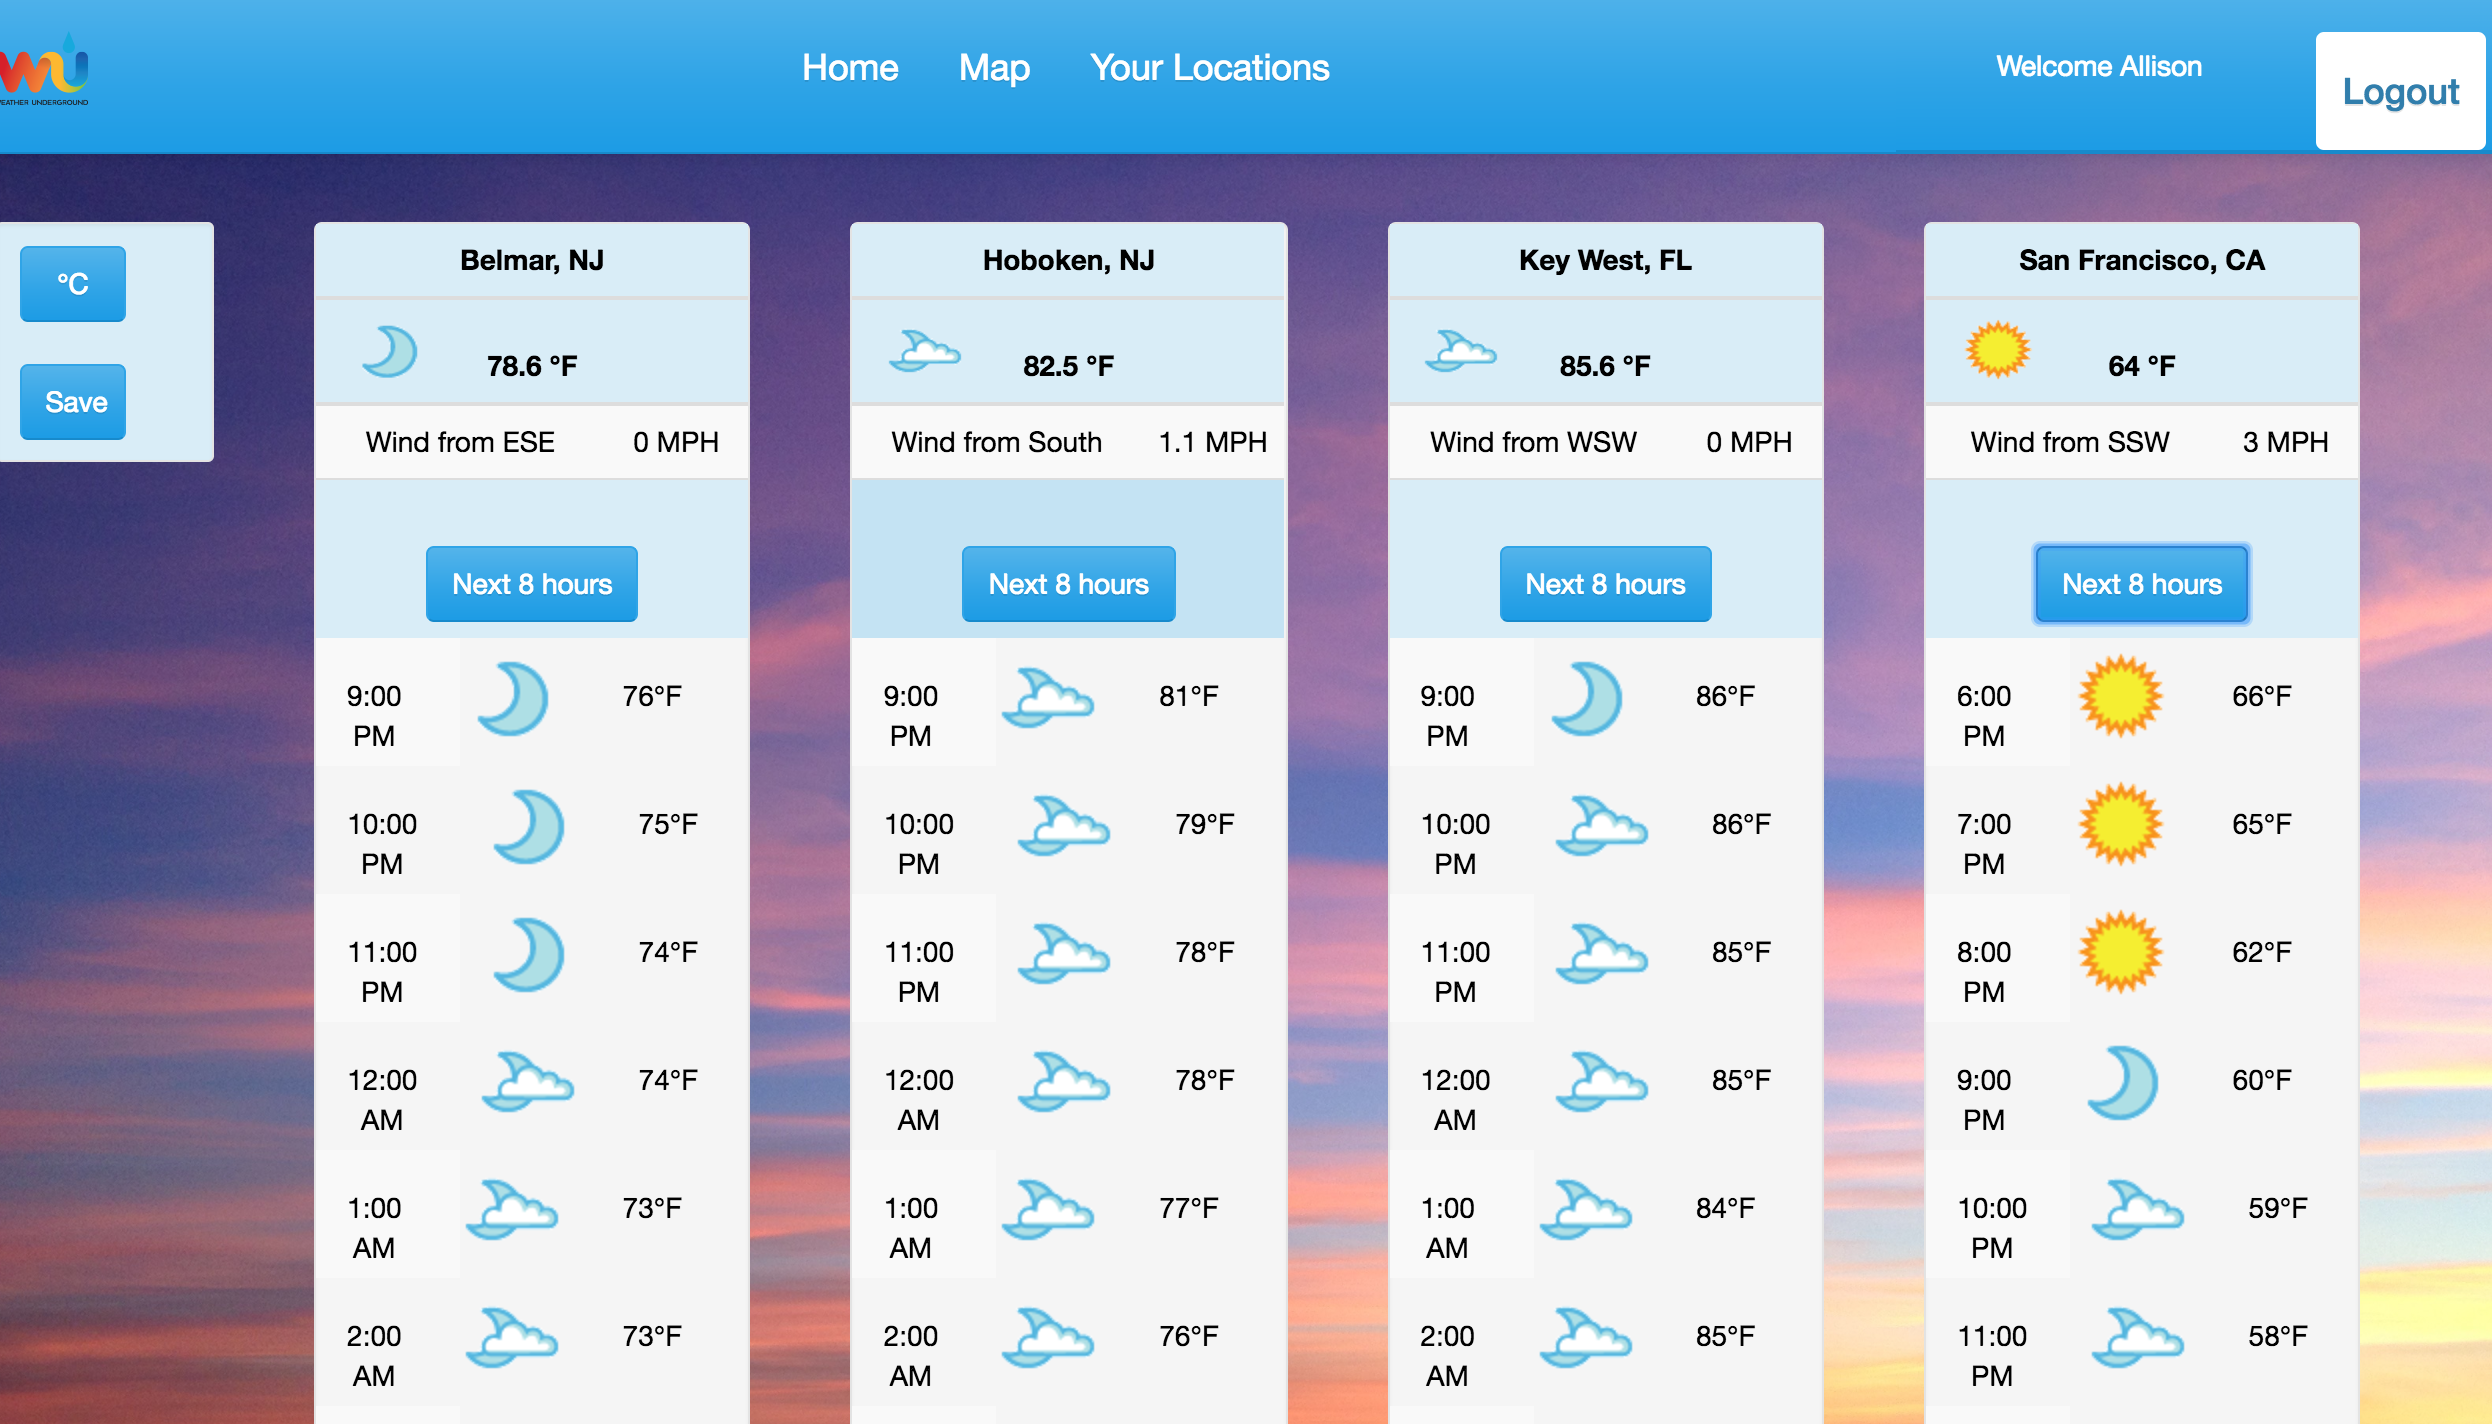 WU
WEATHER UNDERGROUND
Home Map Your Locations
Welcome Allison
Logout
°C
Save
Belmar, NJ
78.6 °F
Wind from ESE 0 MPH
Next 8 hours
9:00 PM 76°F
10:00 PM 75°F
11:00 PM 74°F
12:00 AM 74°F
1:00 AM 73°F
2:00 AM 73°F
Hoboken, NJ
82.5 °F
Wind from South 1.1 MPH
Next 8 hours
9:00 PM 81°F
10:00 PM 79°F
11:00 PM 78°F
12:00 AM 78°F
1:00 AM 77°F
2:00 AM 76°F
Key West, FL
85.6 °F
Wind from WSW 0 MPH
Next 8 hours
9:00 PM 86°F
10:00 PM 86°F
11:00 PM 85°F
12:00 AM 85°F
1:00 AM 84°F
2:00 AM 85°F
San Francisco, CA
64 °F
Wind from SSW 3 MPH
Next 8 hours
6:00 PM 66°F
7:00 PM 65°F
8:00 PM 62°F
9:00 PM 60°F
10:00 PM 59°F
11:00 PM 58°F